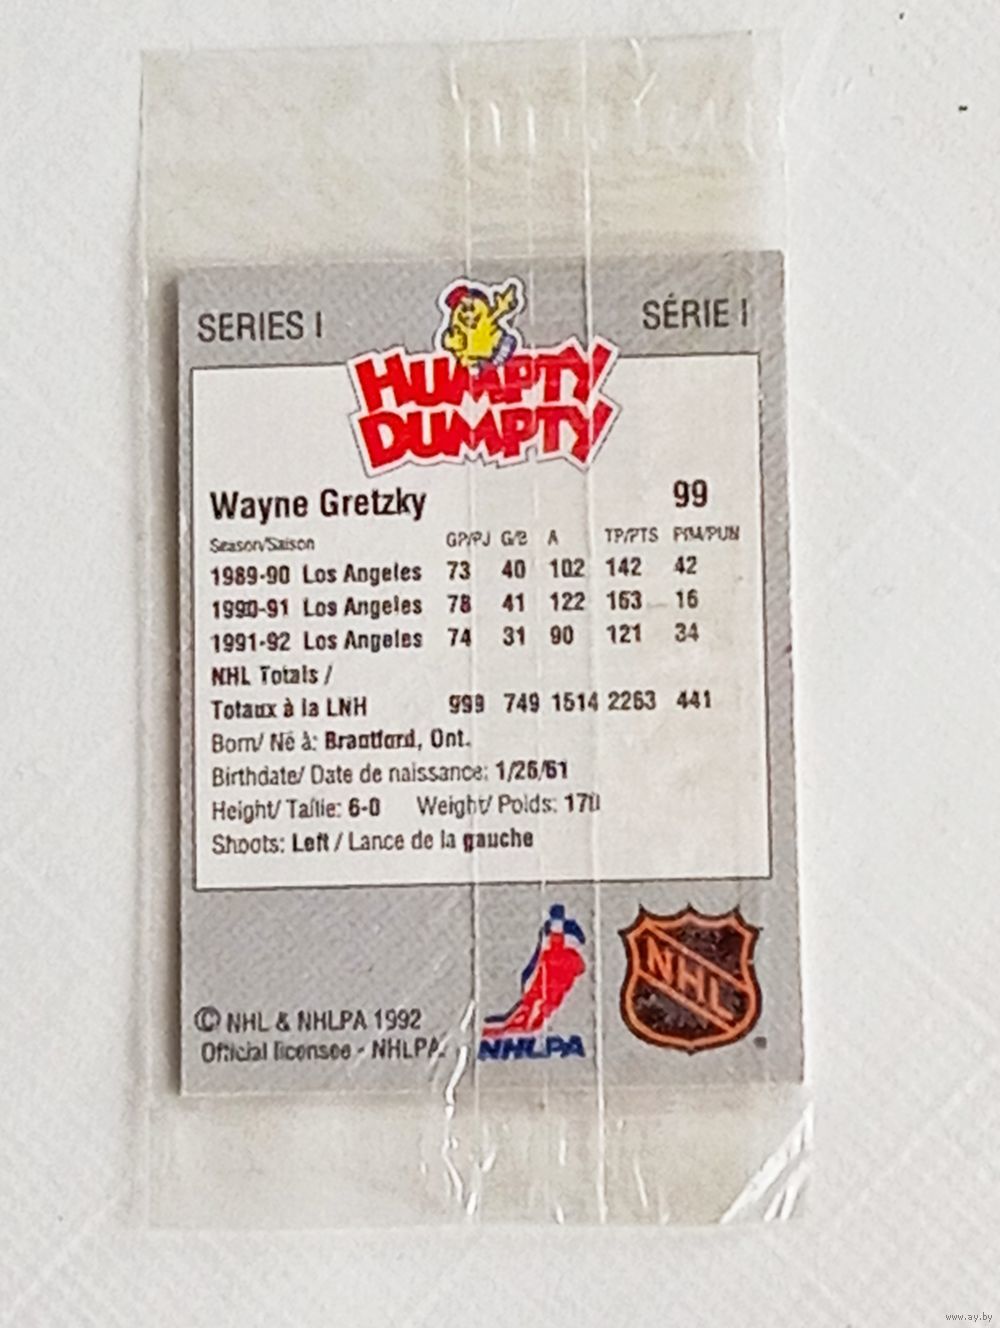 SERIES I SÉRIE I
HUMPTY
DUMPTY
Wayne Gretzky 99
Season/Saison GP/PJ G/B A TP/PTS PIM/PUN
1989-90 Los Angeles 73 40 102 142 42
1990-91 Los Angeles 78 41 122 163 16
1991-92 Los Angeles 74 31 90 121 34
NHL Totals /
Totaux à la LNH 999 749 1514 2263 441
Born/ Né à: Brantford, Ont.
Birthdate/ Date de naissance: 1/26/61
Height/ Taille: 6-0 Weight/ Poids: 170
Shoots: Left / Lance de la gauche
© NHL & NHLPA 1992
Official licensee - NHLPA.
NHLPA
NHL
www.ay.by